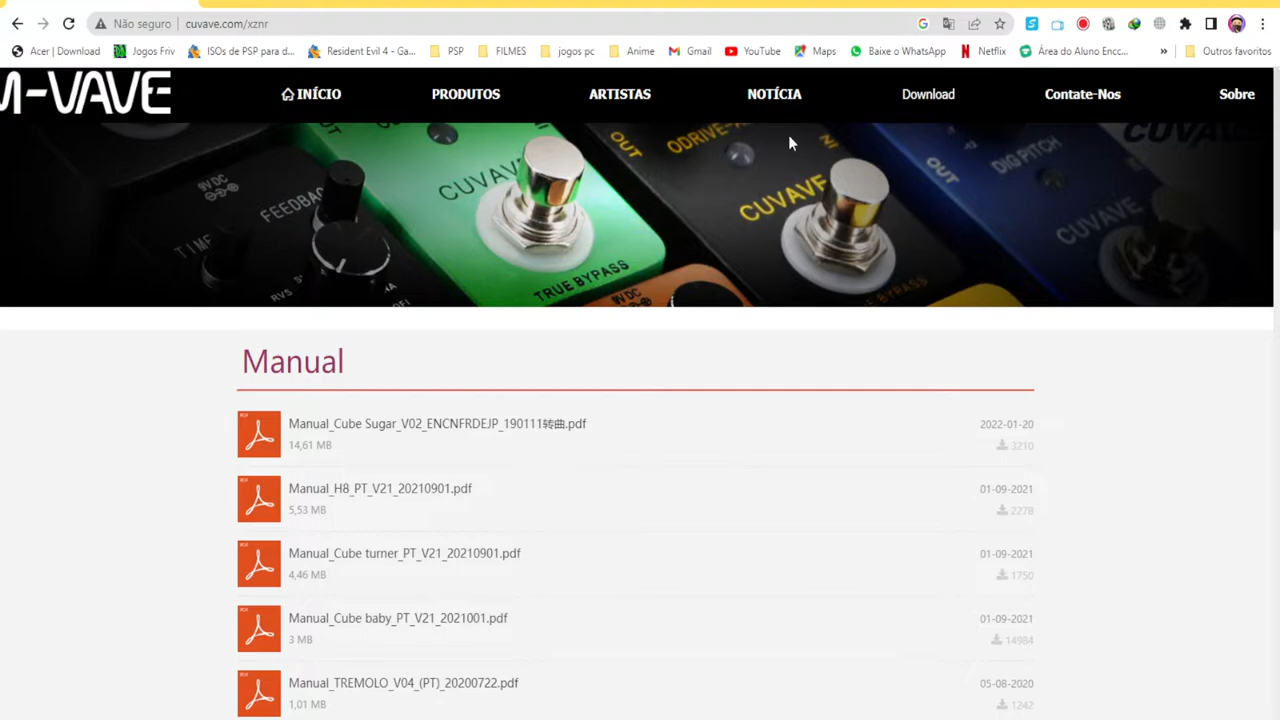 Não seguro cuvave.com/xznr
Acer | Download Jogos Friv ISOs de PSP para d... Resident Evil 4 - Ga... PSP FILMES jogos pc Anime Gmail YouTube Maps Baixe o WhatsApp Netflix Área do Aluno Encc... » Outros favoritos
M-VAVE INÍCIO PRODUTOS ARTISTAS NOTÍCIA Download Contate-Nos Sobre
CUVAVE
9VDC
FEEDBACK
TIME
OUT
CUVAVE
TRUE BYPASS
9VDC
OUT
IN
CUVAVE
OUT
DIG PITCH
CUVAVE
Manual
Manual_Cube Sugar_V02_ENCNFRDEJP_190111转曲.pdf 2022-01-20
14,61 MB 3210
Manual_H8_PT_V21_20210901.pdf 01-09-2021
5,53 MB 2278
Manual_Cube turner_PT_V21_20210901.pdf 01-09-2021
4,46 MB 1750
Manual_Cube baby_PT_V21_2021001.pdf 01-09-2021
3 MB 14984
Manual_TREMOLO_V04_(PT)_20200722.pdf 05-08-2020
1,01 MB 1242